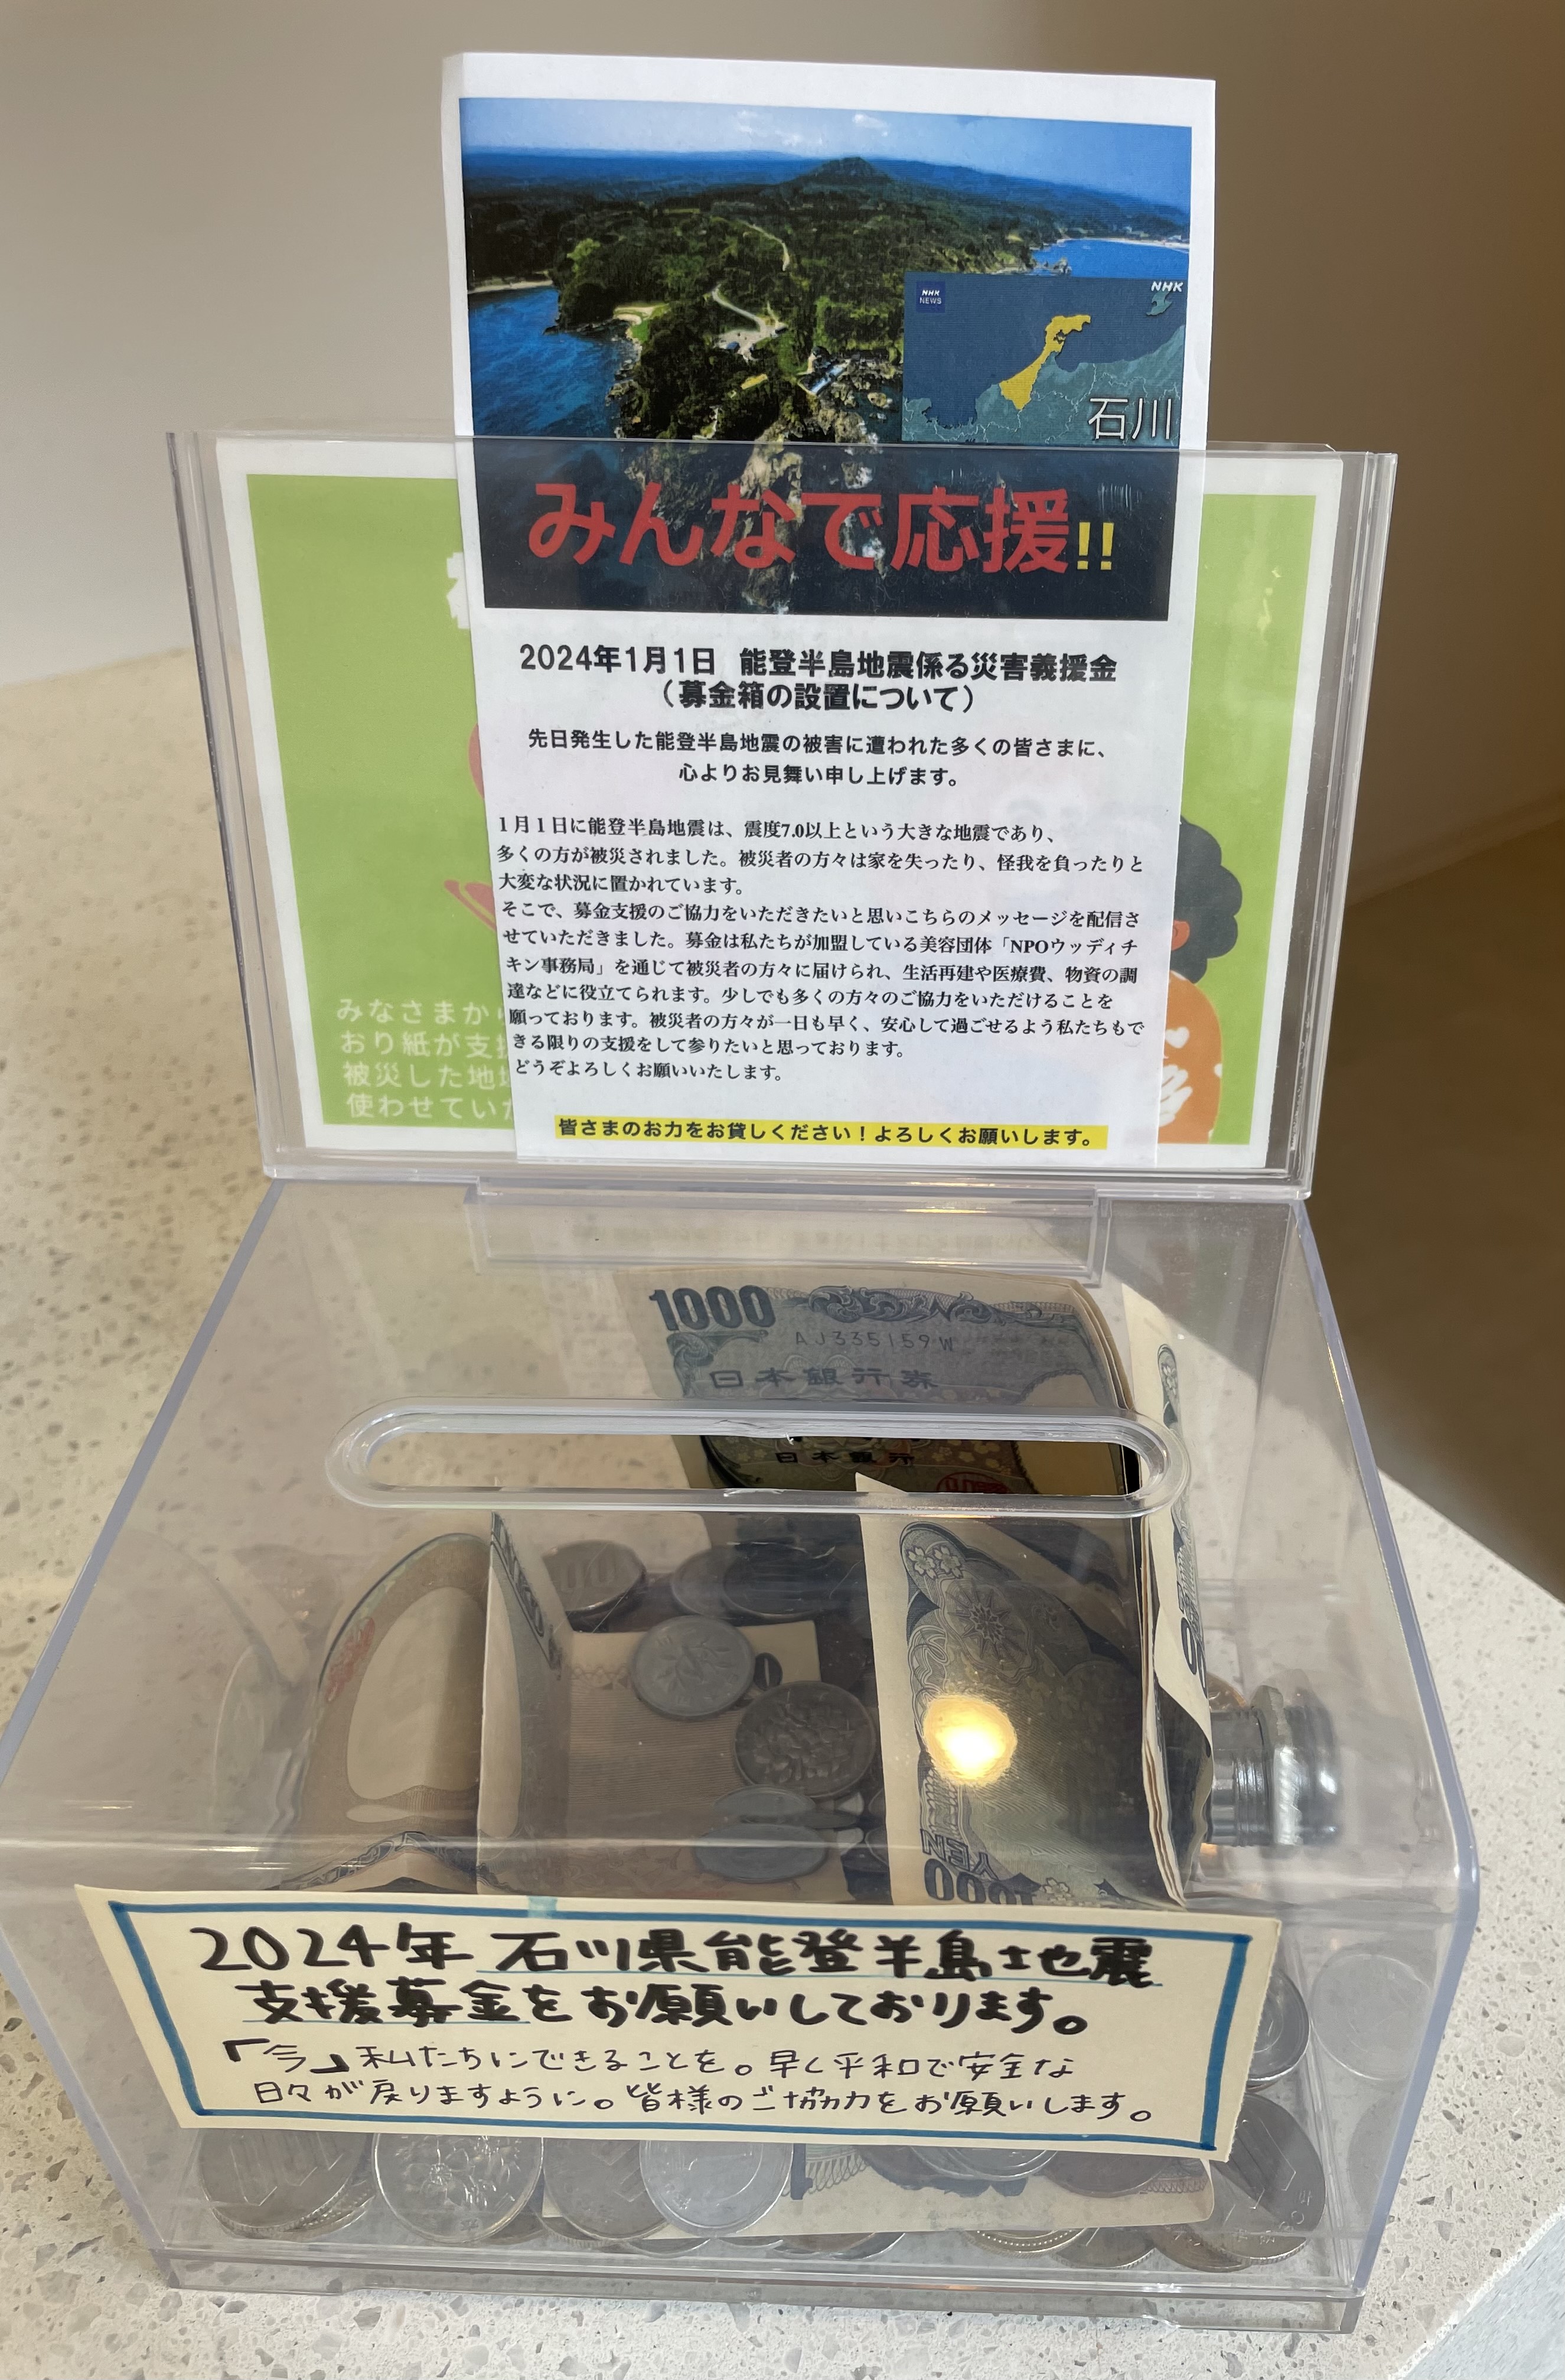 NHK
NEWS
NHK
石川
みんなで応援!!
2024年1月1日 能登半島地震係る災害義援金
（募金箱の設置について）
先日発生した能登半島地震の被害に遭われた多くの皆さまに、
心よりお見舞い申し上げます。
１月１日に能登半島地震は、震度7.0以上という大きな地震であり、
多くの方が被災されました。被災者の方々は家を失ったり、怪我を負ったりと
大変な状況に置かれています。
そこで、募金支援のご協力をいただきたいと思いこちらのメッセージを配信さ
せていただきました。募金は私たちが加盟している美容団体「NPOウッディチ
キン事務局」を通じて被災者の方々に届けられ、生活再建や医療費、物資の調
達などに役立てられます。少しでも多くの方々のご協力をいただけることを
願っております。被災者の方々が一日も早く、安心して過ごせるよう私たちもで
きる限りの支援をして参りたいと思っております。
どうぞよろしくお願いいたします。
皆さまのお力をお貸しください！よろしくお願いします。
みなさまか
おり紙が支
被災した地
使わせてい
1000
AJ335159W
日本銀行券
日本銀行
YEN
1000
2024年 石川県能登半島地震
支援募金をお願いしております。
「今」私たちにできることを。早く平和で安全な
日々が戻りますように。皆様のご協力をお願いします。